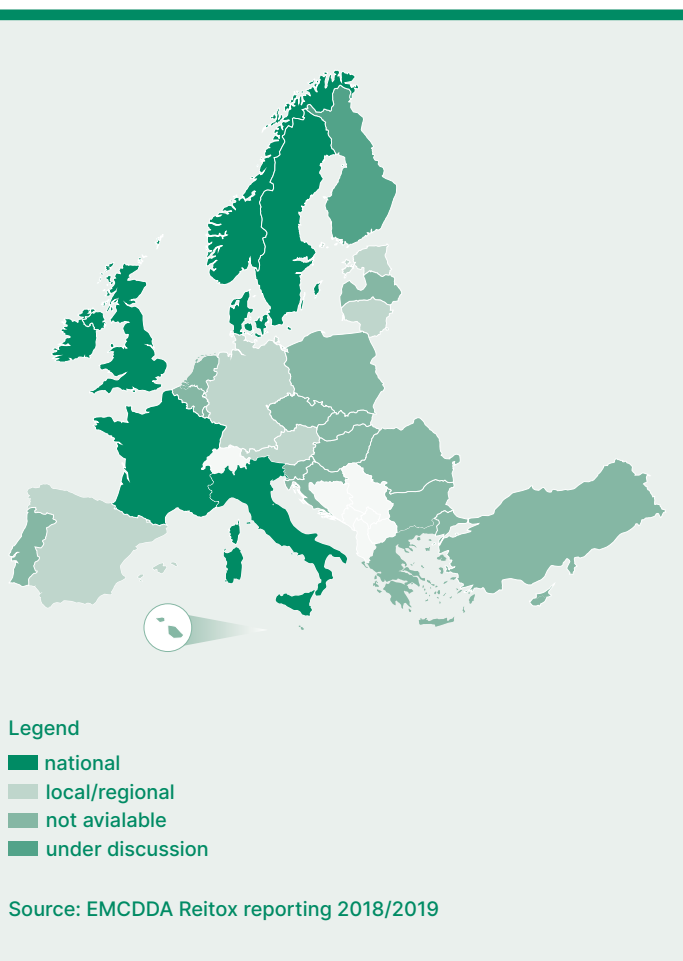 Legend
national
local/regional
not avialable
under discussion
Source: EMCDDA Reitox reporting 2018/2019